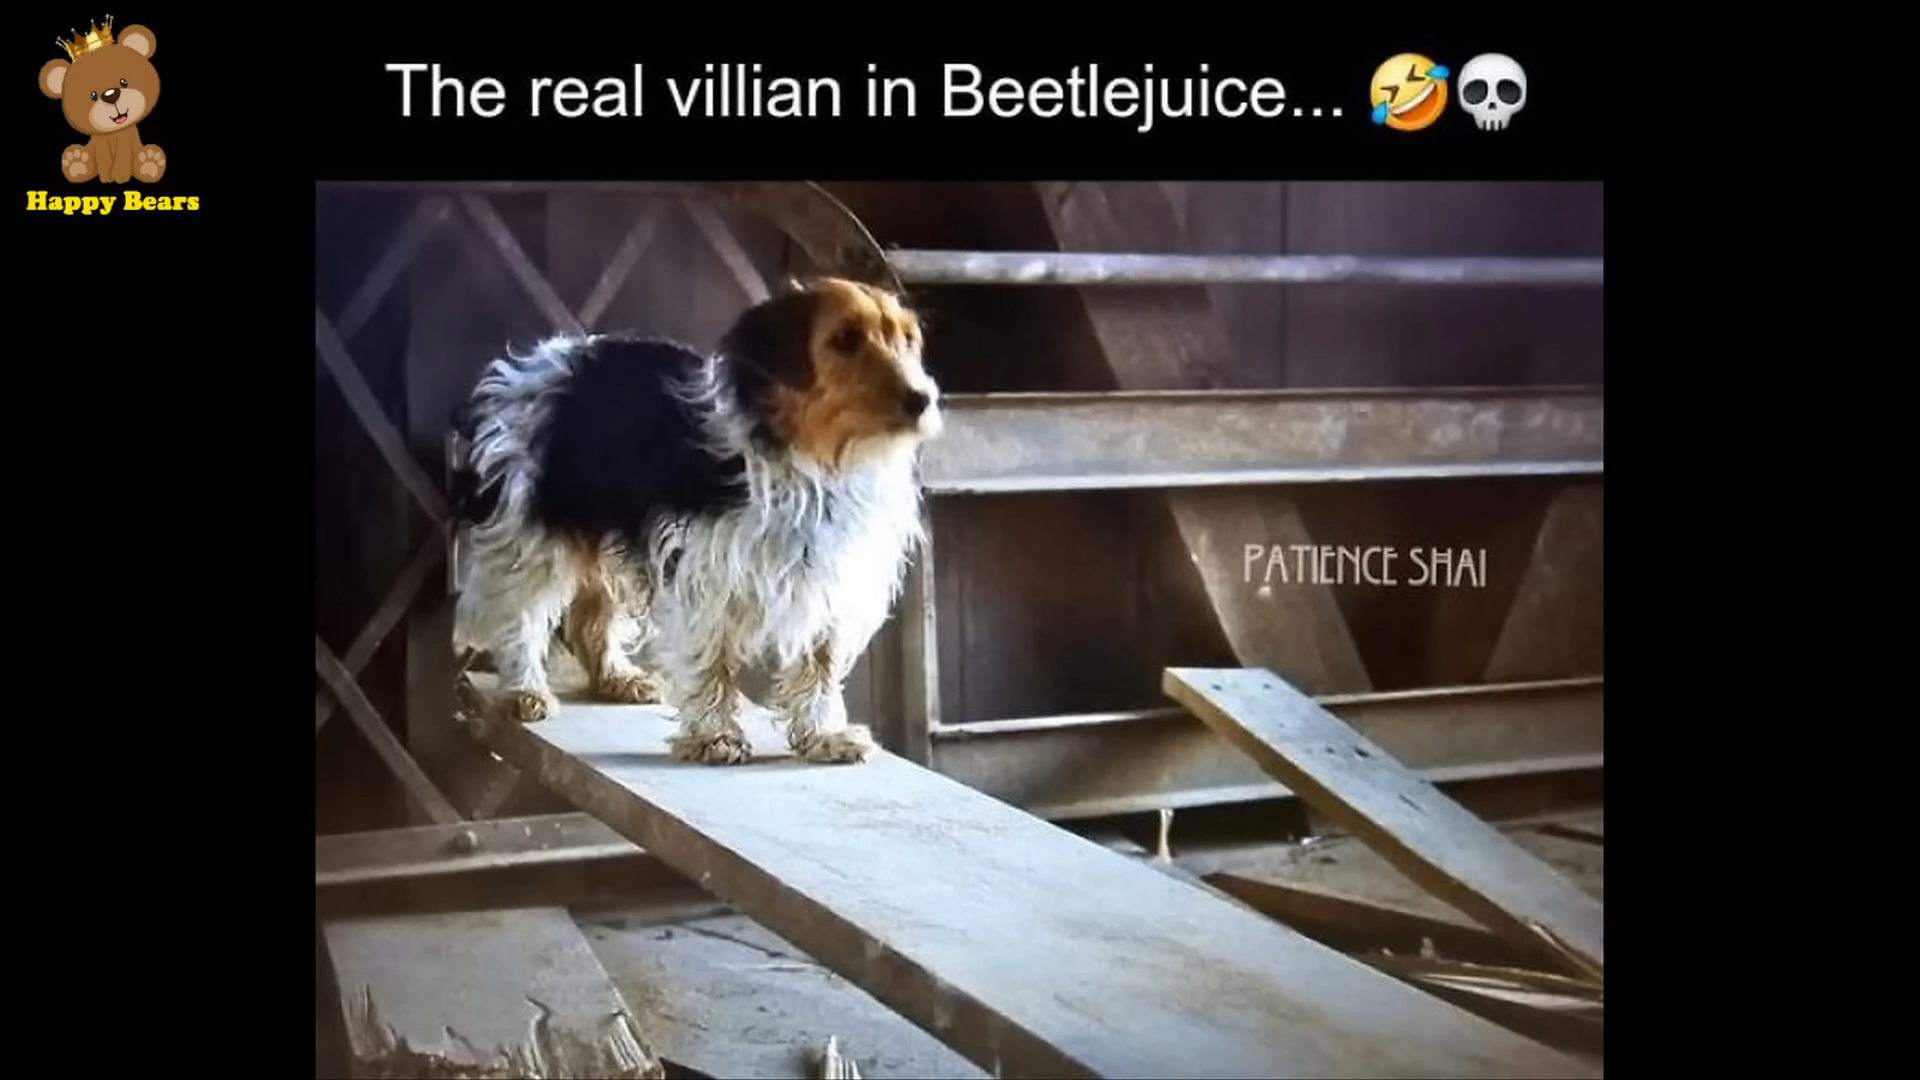 The real villian in Beetlejuice... 🤣💀
Happy Bears
PATIENCE SHAI